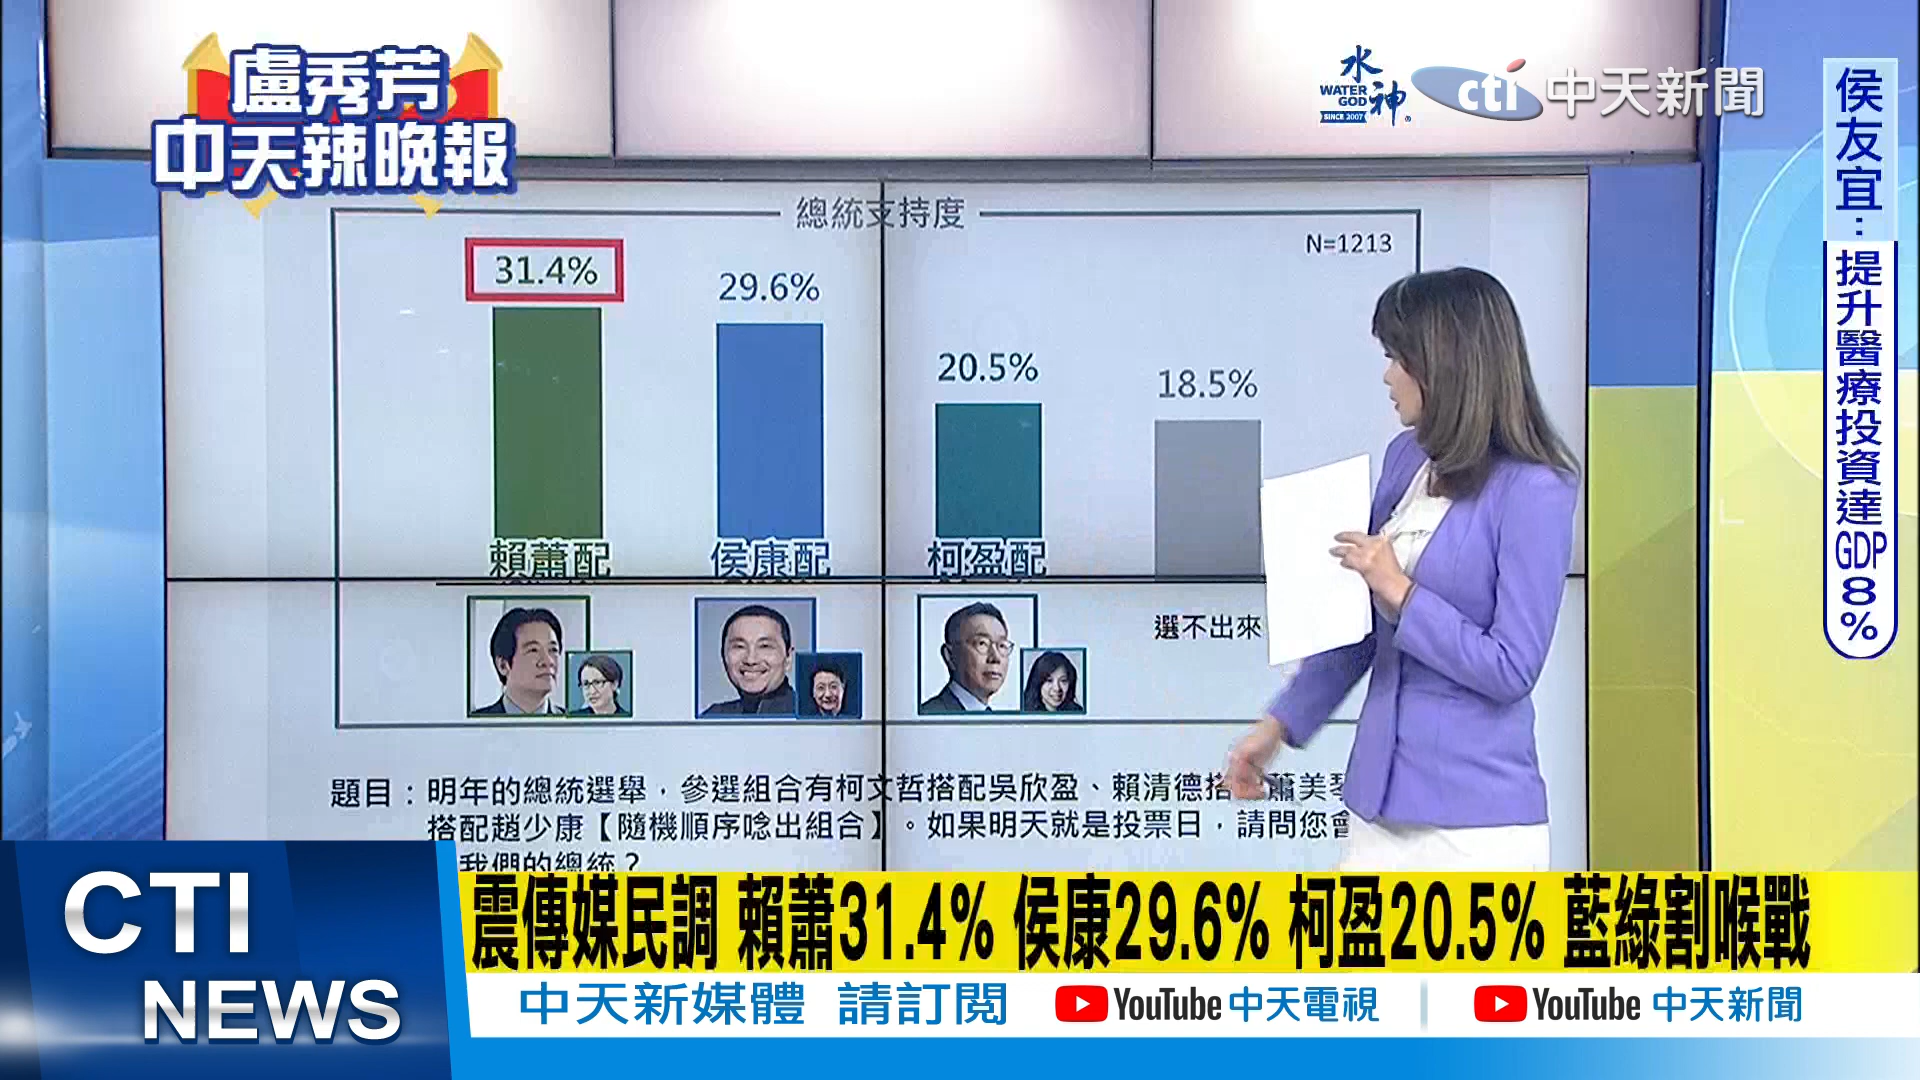 盧秀芳
中天辣晚報
水神
WATER
GOD
SINCE 2007
cti 中天新聞
侯友宜：提升醫療投資達GDP8%
總統支持度
N=1213
31.4%
29.6%
20.5%
18.5%
賴蕭配
侯康配
柯盈配
選不出來
題目：明年的總統選舉，參選組合有柯文哲搭配吳欣盈、賴清德搭 蕭美琴
搭配趙少康【隨機順序唸出組合】。如果明天就是投票日，請問您會
我們的總統？
震傳媒民調 賴蕭31.4% 侯康29.6% 柯盈20.5% 藍綠割喉戰
CTI
NEWS
中天新媒體 請訂閱 YouTube 中天電視 | YouTube 中天新聞